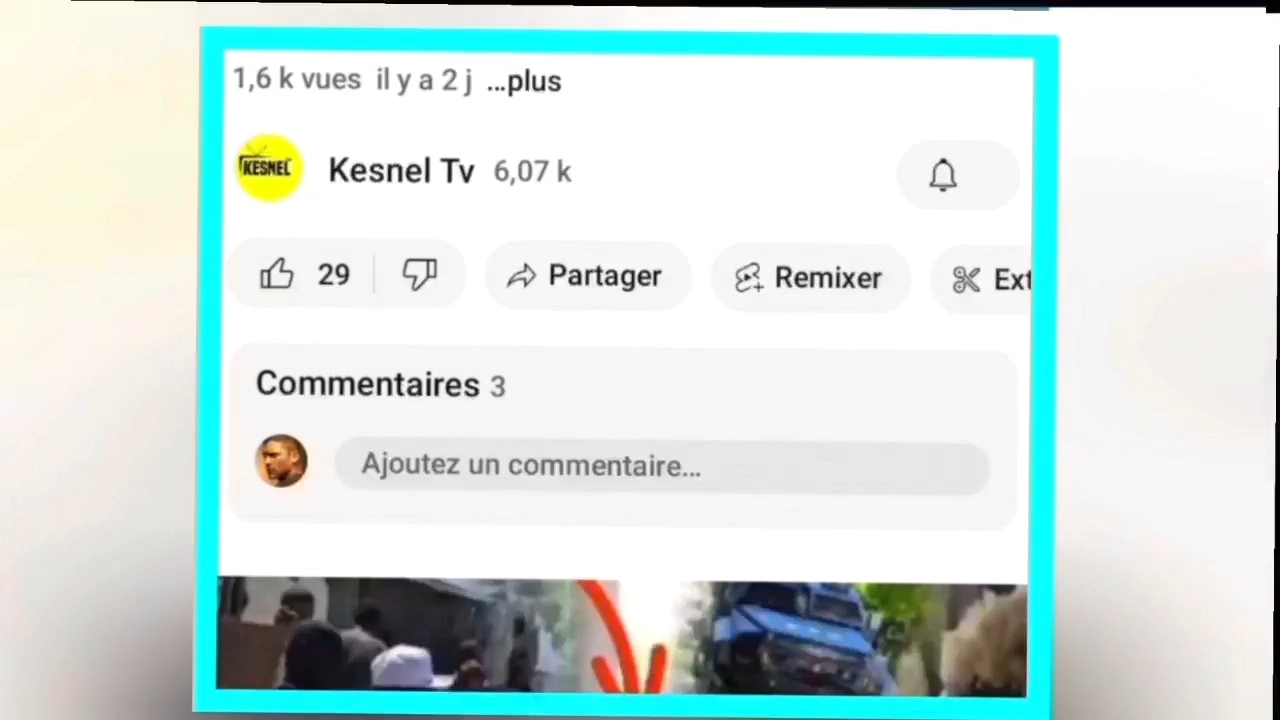 1,6 k vues il y a 2 j ...plus
KESNEL
Kesnel Tv 6,07 k
29
Partager
Remixer
Ext
Commentaires 3
Ajoutez un commentaire...